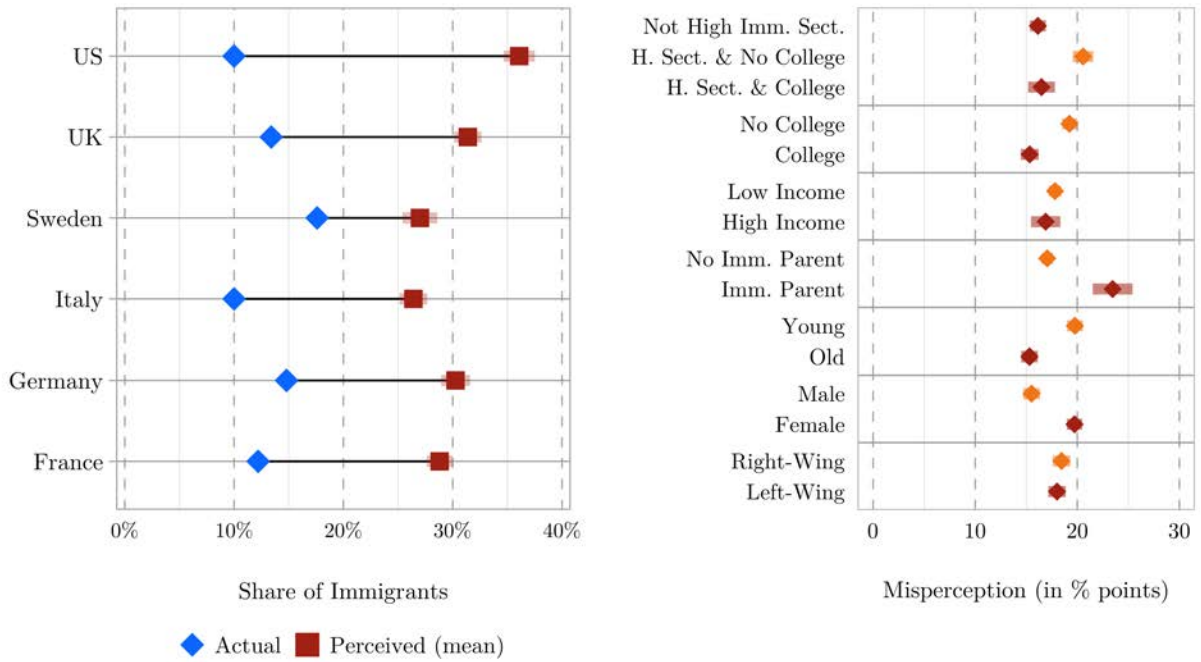 US
UK
Sweden
Italy
Germany
France
0% 10% 20% 30% 40%
Share of Immigrants
Actual Perceived (mean)
Not High Imm. Sect.
H. Sect. & No College
H. Sect. & College
No College
College
Low Income
High Income
No Imm. Parent
Imm. Parent
Young
Old
Male
Female
Right-Wing
Left-Wing
0 10 20 30
Misperception (in % points)